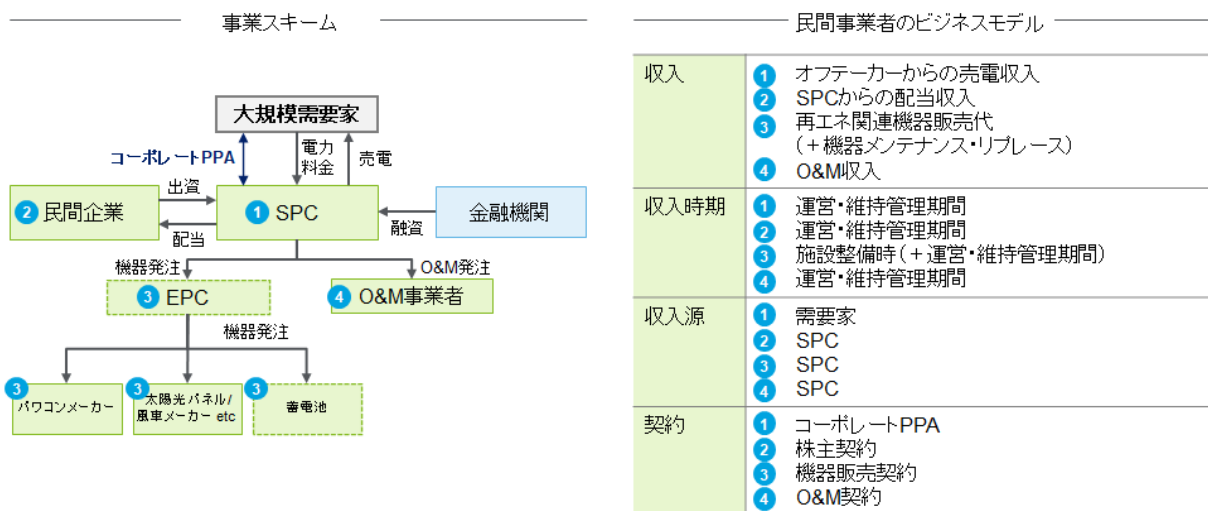 事業スキーム
大規模需要家
コーポレートPPA
電力
料金
売電
出資
② 民間企業
① SPC
金融機関
配当
融資
機器発注
O&M発注
③ EPC
④ O&M事業者
機器発注
③
パワコンメーカー
③
太陽光パネル/
風車メーカー etc
③
蓄電池
民間事業者のビジネスモデル
収入
① オフテーカーからの売電収入
② SPCからの配当収入
③ 再エネ関連機器販売代
(+機器メンテナンス・リプレース)
④ O&M収入
収入時期
① 運営・維持管理期間
② 運営・維持管理期間
③ 施設整備時(+運営・維持管理期間)
④ 運営・維持管理期間
収入源
① 需要家
② SPC
③ SPC
④ SPC
契約
① コーポレートPPA
② 株主契約
③ 機器販売契約
④ O&M契約